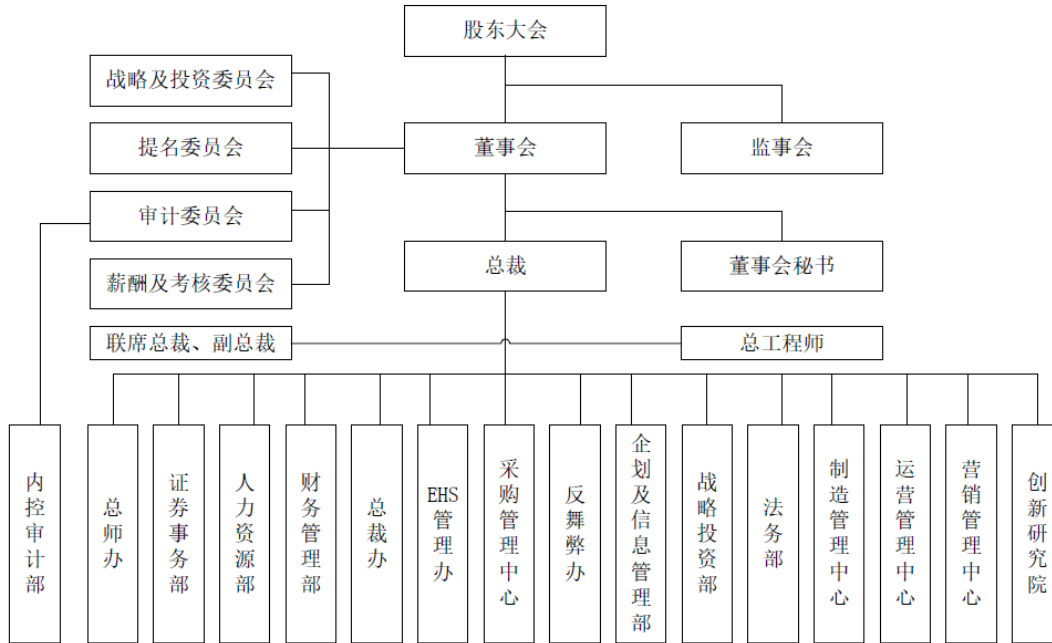 股东大会
战略及投资委员会
提名委员会
董事会
监事会
审计委员会
总裁
董事会秘书
薪酬及考核委员会
联席总裁、副总裁
总工程师
内控审计部
总师办
证券事务部
人力资源部
财务管理部
总裁办
EHS管理办
采购管理中心
反舞弊办
企划及信息管理部
战略投资部
法务部
制造管理中心
运营管理中心
营销管理中心
创新研究院